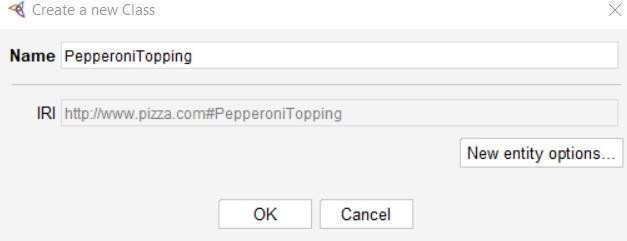 Create a new Class
Name PepperoniTopping
IRI http://www.pizza.com#PepperoniTopping
New entity options...
OK Cancel